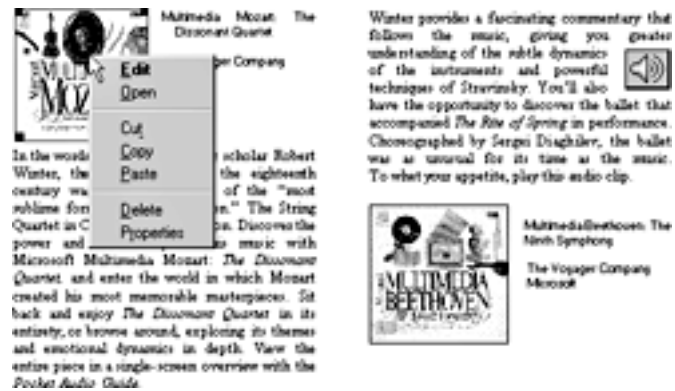 Multimedia Mozart: The
Dissonant Quartet
ager Company
MULTI
MOZ
Edit
Open
Cut
Copy
Paste
Delete
Properties
In the words scholar Robert
Winter, the the eighteenth
century wa of the "most
sublime for n." The String
Quartet in C on. Discover the
power and s music with
Microsoft Multimedia Mozart: The Dissonant
Quartet, and enter the world in which Mozart
created his most memorable masterpieces. Sit
back and enjoy The Dissonant Quartet in its
entirety, or browse around, exploring its themes
and emotional dynamics in depth. View the
entire piece in a single-screen overview with the
Pocket Audio Guide.
Winter provides a fascinating commentary that
follows the music, giving you greater
understanding of the subtle dynamics
of the instruments and powerful
techniques of Stravinsky. You'll also
have the opportunity to discover the ballet that
accompanied The Rite of Spring in performance.
Choreographed by Sergei Diaghilev, the ballet
was as unusual for its time as the music.
To whet your appetite, play this audio clip.
MULTIMEDIA
BEETHOVEN
Multimedia Beethoven: The
Ninth Symphony
The Voyager Company
Microsoft